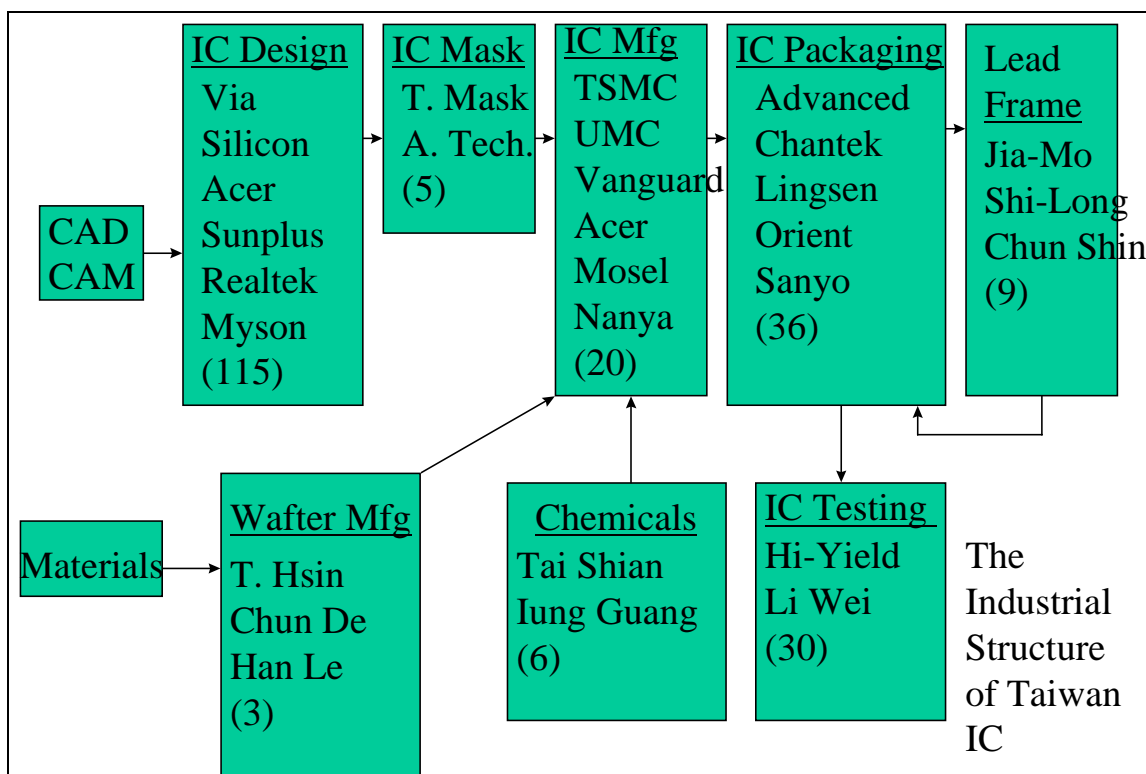 IC Design
Via
Silicon
Acer
Sunplus
Realtek
Myson
(115)
IC Mask
T. Mask
A. Tech.
(5)
IC Mfg
TSMC
UMC
Vanguard
Acer
Mosel
Nanya
(20)
IC Packaging
Advanced
Chantek
Lingsen
Orient
Sanyo
(36)
Lead
Frame
Jia-Mo
Shi-Long
Chun Shin
(9)
CAD
CAM
Materials
Wafter Mfg
T. Hsin
Chun De
Han Le
(3)
Chemicals
Tai Shian
Iung Guang
(6)
IC Testing
Hi-Yield
Li Wei
(30)
The
Industrial
Structure
of Taiwan
IC